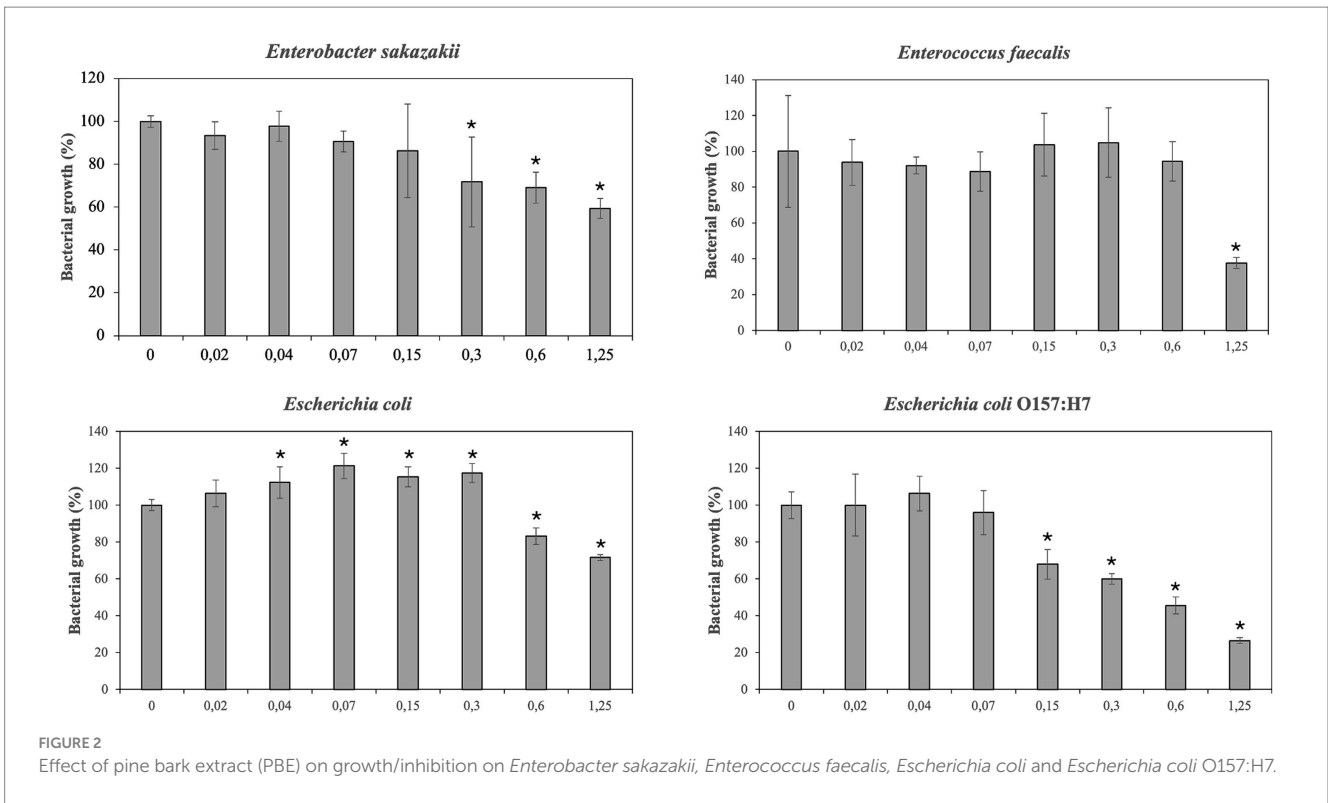 Enterobacter sakazakii
Bacterial growth (%)
120
100
80
60
40
20
0
0 0,02 0,04 0,07 0,15 0,3 0,6 1,25
* * *
Enterococcus faecalis
Bacterial growth (%)
140
120
100
80
60
40
20
0
0 0,02 0,04 0,07 0,15 0,3 0,6 1,25
*
Escherichia coli
Bacterial growth (%)
140
120
100
80
60
40
20
0
0 0,02 0,04 0,07 0,15 0,3 0,6 1,25
* * * * * *
Escherichia coli O157:H7
Bacterial growth (%)
140
120
100
80
60
40
20
0
0 0,02 0,04 0,07 0,15 0,3 0,6 1,25
* * * *
FIGURE 2
Effect of pine bark extract (PBE) on growth/inhibition on Enterobacter sakazakii, Enterococcus faecalis, Escherichia coli and Escherichia coli O157:H7.